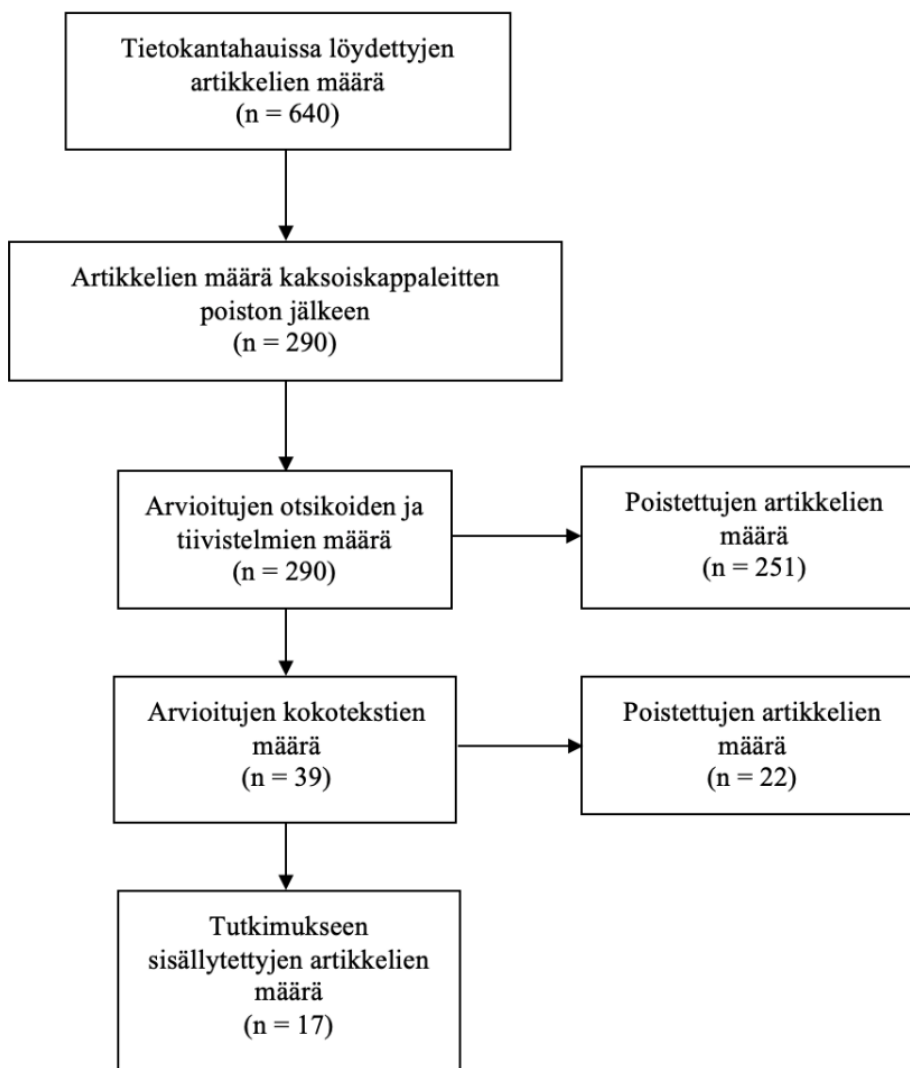 Tietokantahauissa löydettyjen
artikkelien määrä
(n = 640)
Artikkelien määrä kaksoiskappaleitten
poiston jälkeen
(n = 290)
Arvioitujen otsikoiden ja
tiivistelmien määrä
(n = 290)
Poistettujen artikkelien
määrä
(n = 251)
Arvioitujen kokotekstien
määrä
(n = 39)
Poistettujen artikkelien
määrä
(n = 22)
Tutkimukseen
sisällytettyjen artikkelien
määrä
(n = 17)